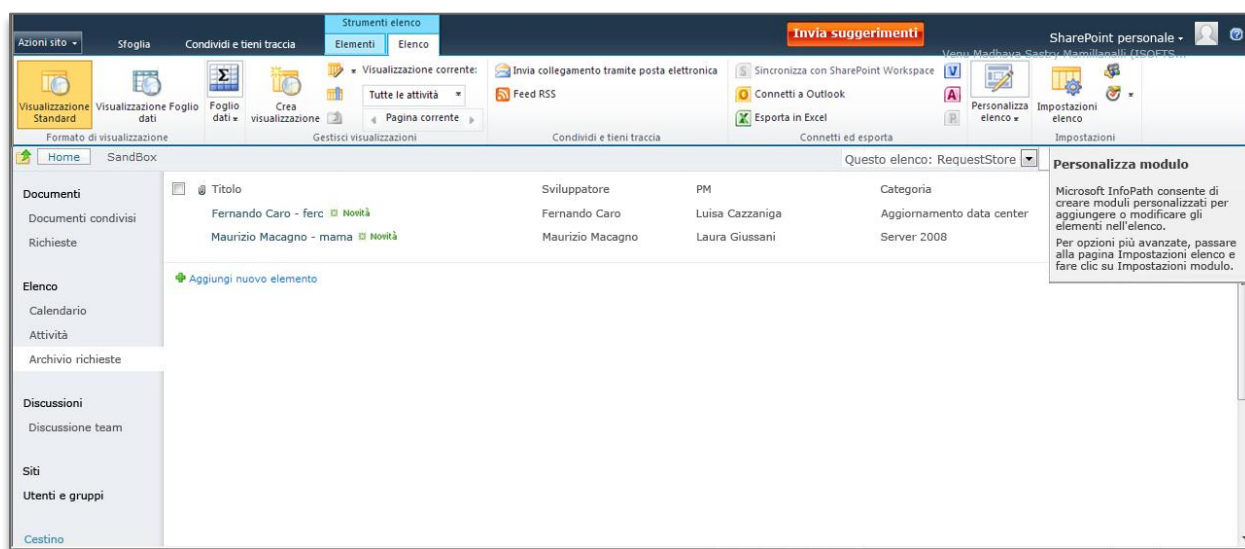 Strumenti elenco
Azioni sito
Sfoglia
Condividi e tieni traccia
Elementi
Elenco
Invia suggerimenti
SharePoint personale
Venu Madhava Sastry Mamillapalli (ISOFTS...
Visualizzazione Standard
Visualizzazione Foglio dati
Foglio dati
Crea visualizzazione
Visualizzazione corrente:
Tutte le attività
Pagina corrente
Invia collegamento tramite posta elettronica
Feed RSS
Sincronizza con SharePoint Workspace
Connetti a Outlook
Esporta in Excel
Personalizza elenco
Impostazioni elenco
Formato di visualizzazione
Gestisci visualizzazioni
Condividi e tieni traccia
Connetti ed esporta
Impostazioni
Home
SandBox
Questo elenco: RequestStore
Personalizza modulo
Microsoft InfoPath consente di
creare moduli personalizzati per
aggiungere o modificare gli
elementi nell'elenco.
Per opzioni più avanzate, passare
alla pagina Impostazioni elenco e
fare clic su Impostazioni modulo.
Documenti
Documenti condivisi
Richieste
Elenco
Calendario
Attività
Archivio richieste
Discussioni
Discussione team
Siti
Utenti e gruppi
Cestino
Titolo Sviluppatore PM Categoria
Fernando Caro - ferc Novità Fernando Caro Luisa Cazzaniga Aggiornamento data center
Maurizio Macagno - mama Novità Maurizio Macagno Laura Giussani Server 2008
Aggiungi nuovo elemento